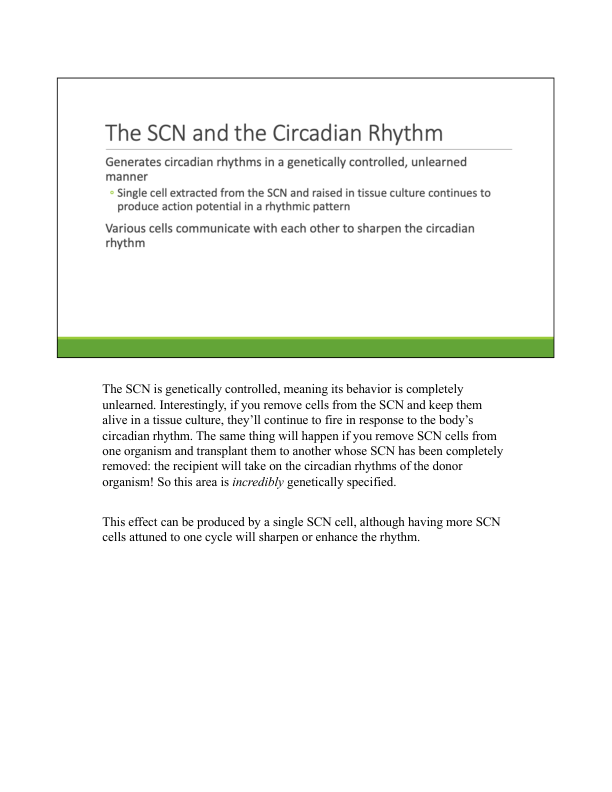 The SCN and the Circadian Rhythm
Generates circadian rhythms in a genetically controlled, unlearned
manner
◦ Single cell extracted from the SCN and raised in tissue culture continues to
produce action potential in a rhythmic pattern
Various cells communicate with each other to sharpen the circadian
rhythm
The SCN is genetically controlled, meaning its behavior is completely
unlearned. Interestingly, if you remove cells from the SCN and keep them
alive in a tissue culture, they’ll continue to fire in response to the body’s
circadian rhythm. The same thing will happen if you remove SCN cells from
one organism and transplant them to another whose SCN has been completely
removed: the recipient will take on the circadian rhythms of the donor
organism! So this area is incredibly genetically specified.
This effect can be produced by a single SCN cell, although having more SCN
cells attuned to one cycle will sharpen or enhance the rhythm.